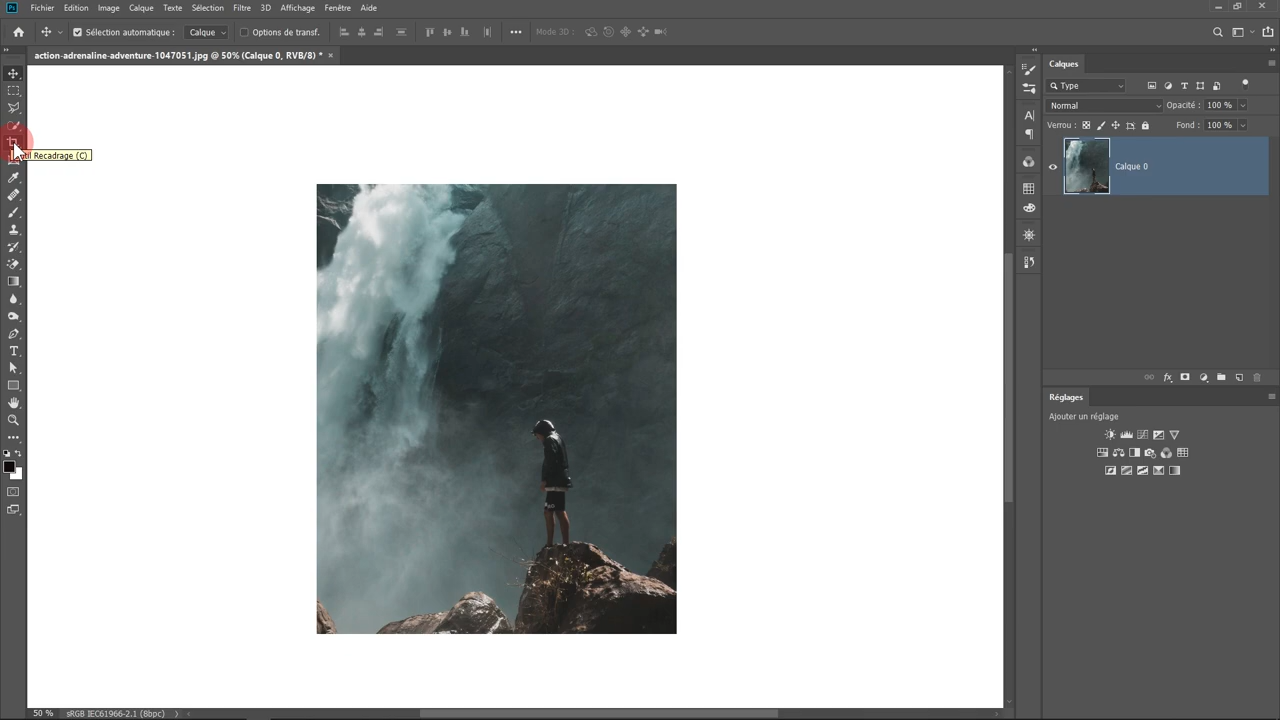 Ps Fichier Edition Image Calque Texte Sélection Filtre 3D Affichage Fenêtre Aide
Sélection automatique : Calque Options de transf. Mode 3D :
action-adrenaline-adventure-1047051.jpg @ 50% (Calque 0, RVB/8) * ×
Calques
Type
Normal Opacité : 100 %
Verrou : Fond : 100 %
Recadrage (C)
Calque 0
fx
Réglages
Ajouter un réglage
50 % sRGB IEC61966-2.1 (8bpc)